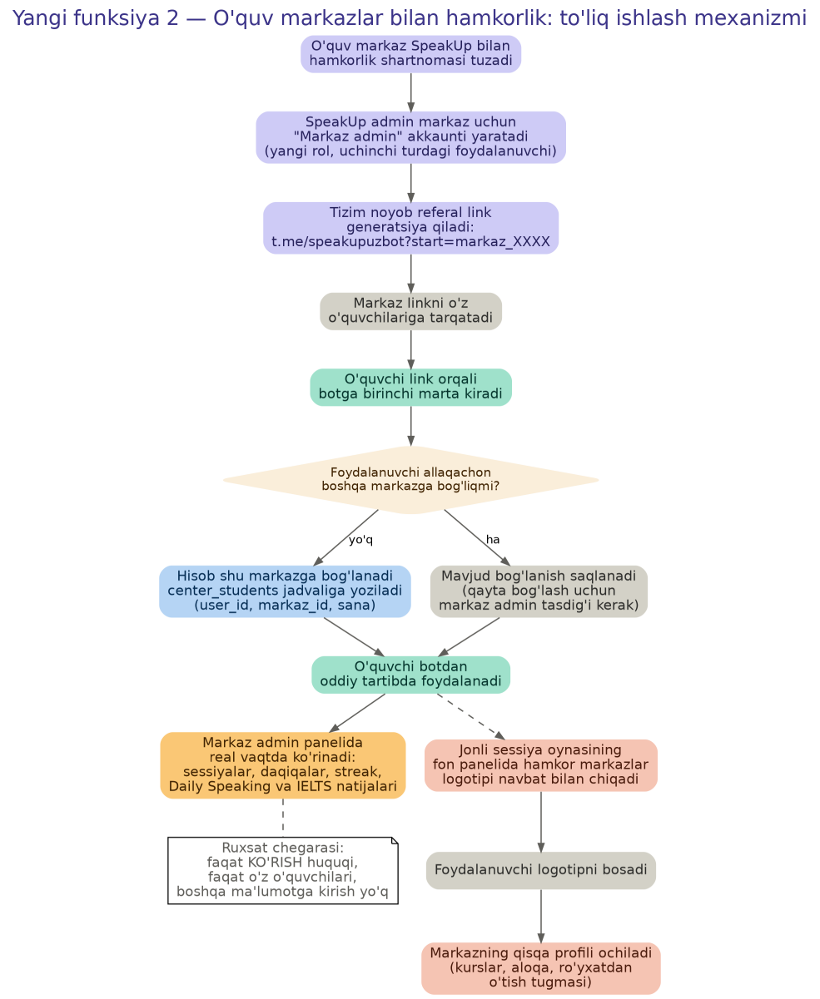 Yangi funksiya 2 — O'quv markazlar bilan hamkorlik: to'liq ishlash mexanizmi
O'quv markaz SpeakUp bilan
hamkorlik shartnomasi tuzadi
SpeakUp admin markaz uchun
"Markaz admin" akkaunti yaratadi
(yangi rol, uchinchi turdagi foydalanuvchi)
Tizim noyob referal link
generatsiya qiladi:
t.me/speakupuzbot?start=markaz_XXXX
Markaz linkni o'z
o'quvchilariga tarqatadi
O'quvchi link orqali
botga birinchi marta kiradi
Foydalanuvchi allaqachon
boshqa markazga bog'liqmi?
yo'q
ha
Hisob shu markazga bog'lanadi
center_students jadvaliga yoziladi
(user_id, markaz_id, sana)
Mavjud bog'lanish saqlanadi
(qayta bog'lash uchun
markaz admin tasdig'i kerak)
O'quvchi botdan
oddiy tartibda foydalanadi
Markaz admin panelida
real vaqtda ko'rinadi:
sessiyalar, daqiqalar, streak,
Daily Speaking va IELTS natijalari
Jonli sessiya oynasining
fon panelida hamkor markazlar
logotipi navbat bilan chiqadi
Ruxsat chegarasi:
faqat KO'RISH huquqi,
faqat o'z o'quvchilari,
boshqa ma'lumotga kirish yo'q
Foydalanuvchi logotipni bosadi
Markazning qisqa profili ochiladi
(kurslar, aloqa, ro'yxatdan
o'tish tugmasi)